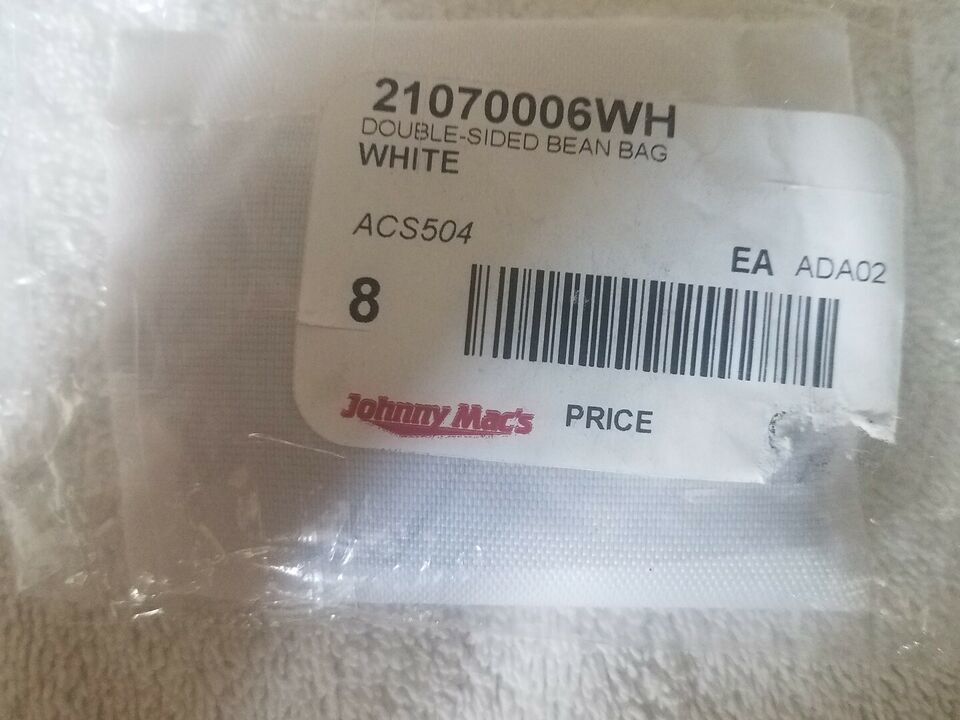 21070006WH
DOUBLE-SIDED BEAN BAG
WHITE
ACS504
EA ADA02
8
Johnny Mac's PRICE